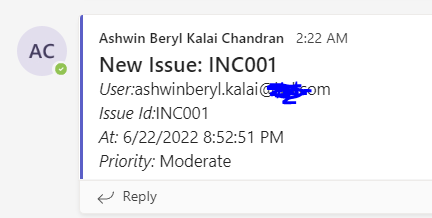 AC
Ashwin Beryl Kalai Chandran 2:22 AM
New Issue: INC001
User:ashwinberyl.kalai@ om
Issue Id:INC001
At: 6/22/2022 8:52:51 PM
Priority: Moderate
Reply